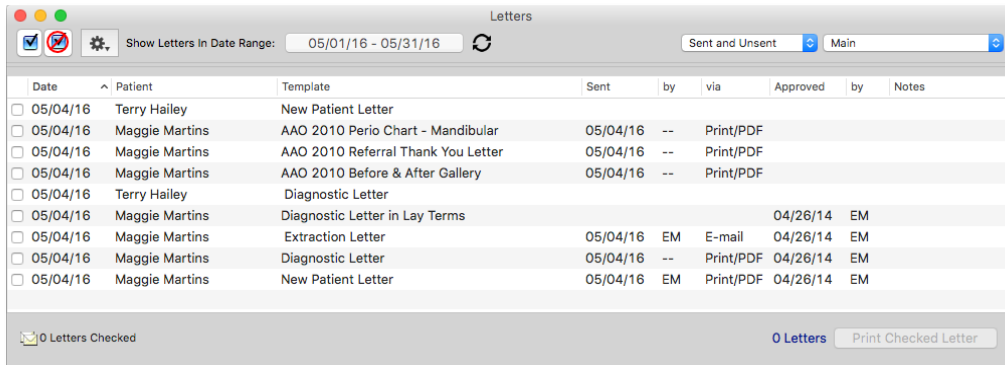 Letters
Show Letters In Date Range: 05/01/16 - 05/31/16 Sent and Unsent Main
Date Patient Template Sent by via Approved by Notes
05/04/16 Terry Hailey New Patient Letter
05/04/16 Maggie Martins AAO 2010 Perio Chart - Mandibular 05/04/16 -- Print/PDF
05/04/16 Maggie Martins AAO 2010 Referral Thank You Letter 05/04/16 -- Print/PDF
05/04/16 Maggie Martins AAO 2010 Before & After Gallery 05/04/16 -- Print/PDF
05/04/16 Terry Hailey Diagnostic Letter
05/04/16 Maggie Martins Diagnostic Letter in Lay Terms 04/26/14 EM
05/04/16 Maggie Martins Extraction Letter 05/04/16 EM E-mail 04/26/14 EM
05/04/16 Maggie Martins Diagnostic Letter 05/04/16 -- Print/PDF 04/26/14 EM
05/04/16 Maggie Martins New Patient Letter 05/04/16 EM Print/PDF 04/26/14 EM
0 Letters Checked 0 Letters Print Checked Letter